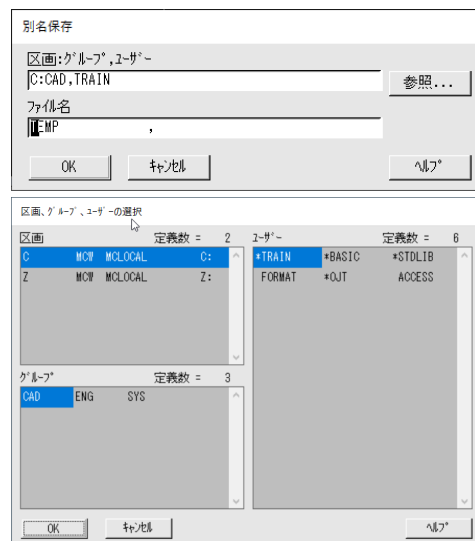 別名保存
区画:ｸﾞﾙｰﾌﾟ,ﾕｰｻﾞｰ
C:CAD,TRAIN
参照...
ﾌｧｲﾙ名
TEMP ,
OK ｷｬﾝｾﾙ ﾍﾙﾌﾟ
区画、ｸﾞﾙｰﾌﾟ、ﾕｰｻﾞｰの選択
区画 定義数 = 2
C MCW MCLOCAL C:
Z MCW MCLOCAL Z:
ｸﾞﾙｰﾌﾟ 定義数 = 3
CAD ENG SYS
ﾕｰｻﾞｰ 定義数 = 6
*TRAIN *BASIC *STDLIB
FORMAT *OJT ACCESS
OK ｷｬﾝｾﾙ ﾍﾙﾌﾟ